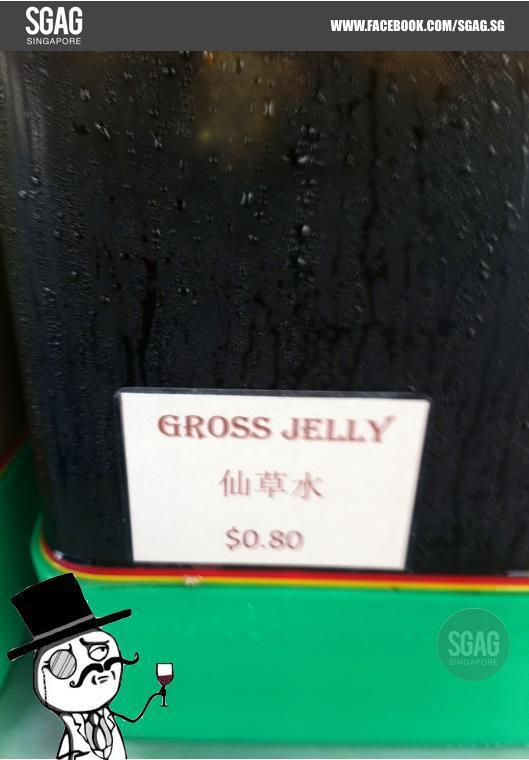 SGAG
SINGAPORE
WWW.FACEBOOK.COM/SGAG.SG
GROSS JELLY
仙草水
$0.80
SGAG
SINGAPORE